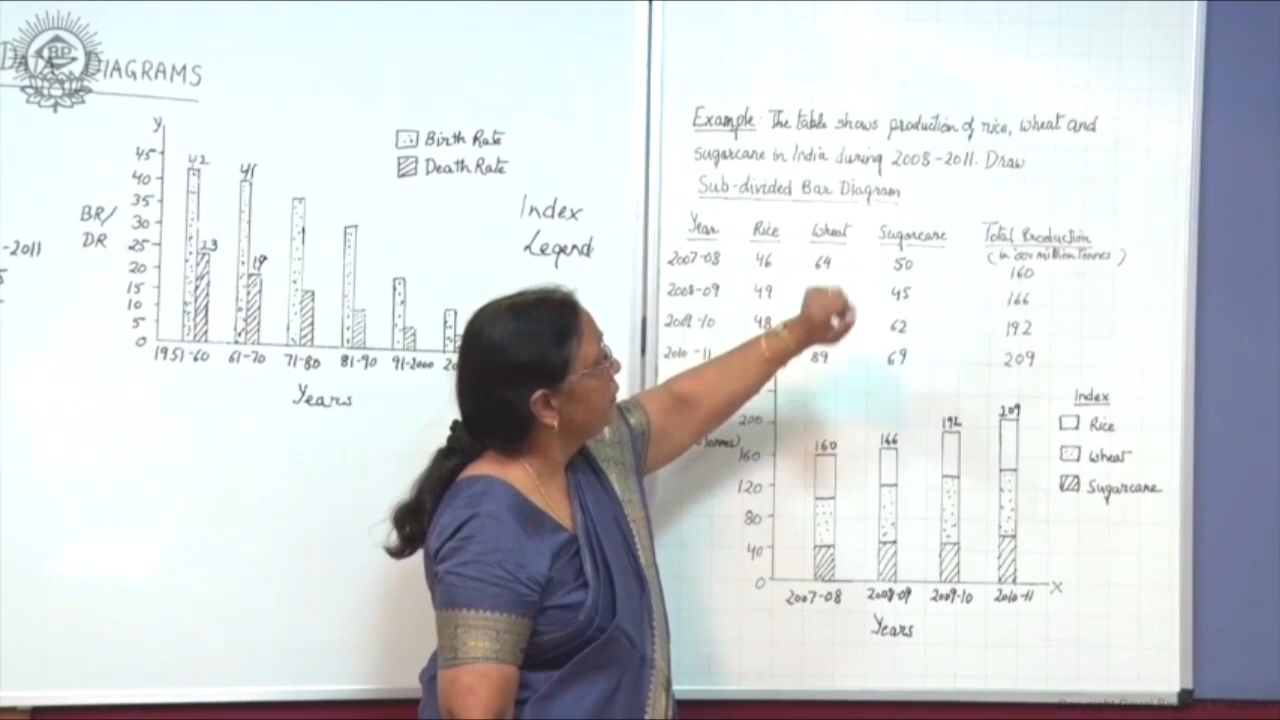 DATA DIAGRAMS
y
45
40
35
30
25
20
15
10
5
0
BR/
DR
42
23
41
19
1951-60 61-70 71-80 81-90 91-2000 20
Years
Birth Rate
Death Rate
Index
Legend
-2011
Example: The table shows production of rice, wheat and
sugarcane in India during 2008-2011. Draw
Sub-divided Bar Diagram
Year Rice Wheat Sugarcane Total Production
(in '000 million Tonnes)
2007-08 46 64 50 160
2008-09 49 45 166
2009-10 48 62 192
2010-11 89 69 209
200
160
120
80
40
0
Tonnes)
160 166 192 209
2007-08 2008-09 2009-10 2010-11 X
Years
Index
Rice
Wheat
Sugarcane